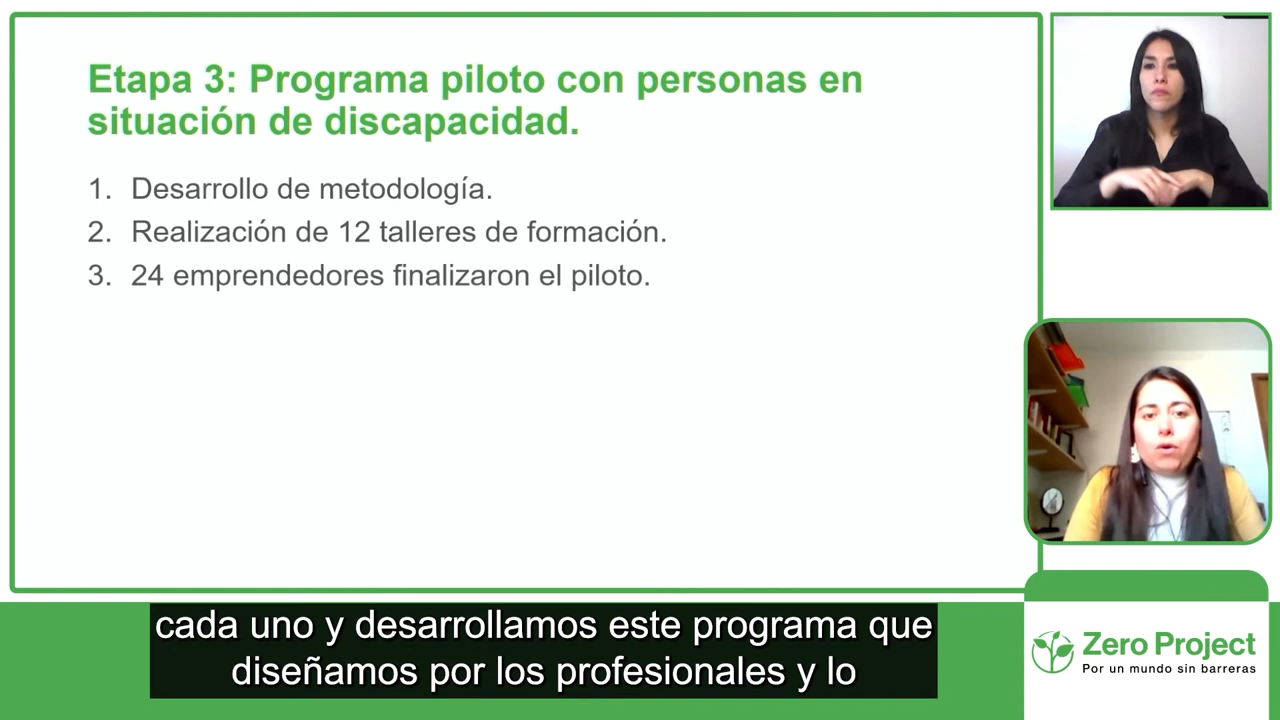 Etapa 3: Programa piloto con personas en
situación de discapacidad.
1. Desarrollo de metodología.
2. Realización de 12 talleres de formación.
3. 24 emprendedores finalizaron el piloto.
cada uno y desarrollamos este programa que
diseñamos por los profesionales y lo
Zero Project
Por un mundo sin barreras